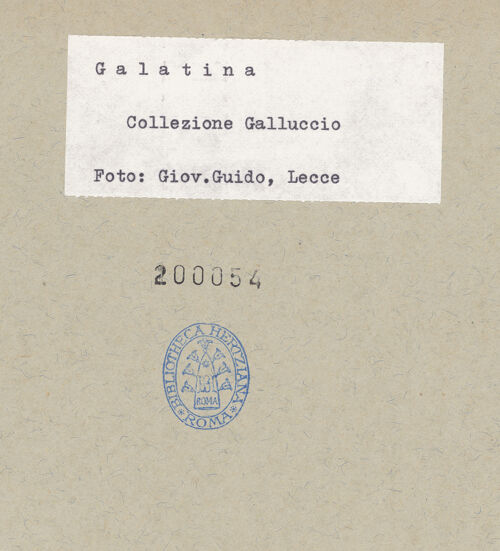 Galatina
Collezione Galluccio
Foto: Giov.Guido, Lecce
200054
BIBLIOTHECA HERTZIANA
ROMA
ROMA